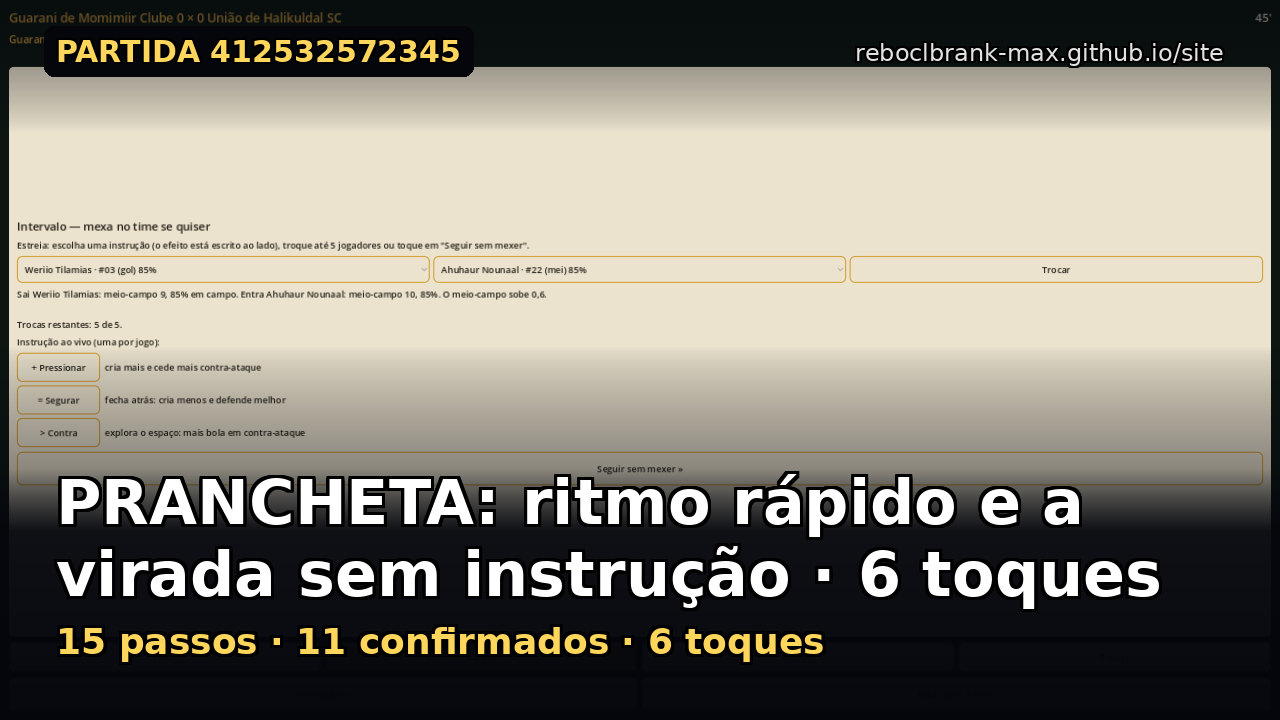 Guarani de Momimiir Clube 0 × 0 União de Halikuldal SC
45'
Guaran
PARTIDA 412532572345
reboclbrank-max.github.io/site
Intervalo — mexa no time se quiser
Estreia: escolha uma instrução (o efeito está escrito ao lado), troque até 5 jogadores ou toque em "Seguir sem mexer".
Weriio Tilamias · #03 (gol) 85%
Ahuhaur Nounaal · #22 (mei) 85%
Trocar
Sai Weriio Tilamias: meio-campo 9, 85% em campo. Entra Ahuhaur Nounaal: meio-campo 10, 85%. O meio-campo sobe 0,6.
Trocas restantes: 5 de 5.
Instrução ao vivo (uma por jogo):
+ Pressionar cria mais e cede mais contra-ataque
= Segurar fecha atrás: cria menos e defende melhor
> Contra explora o espaço: mais bola em contra-ataque
Seguir sem mexer »
PRANCHETA: ritmo rápido e a
virada sem instrução · 6 toques
15 passos · 11 confirmados · 6 toques